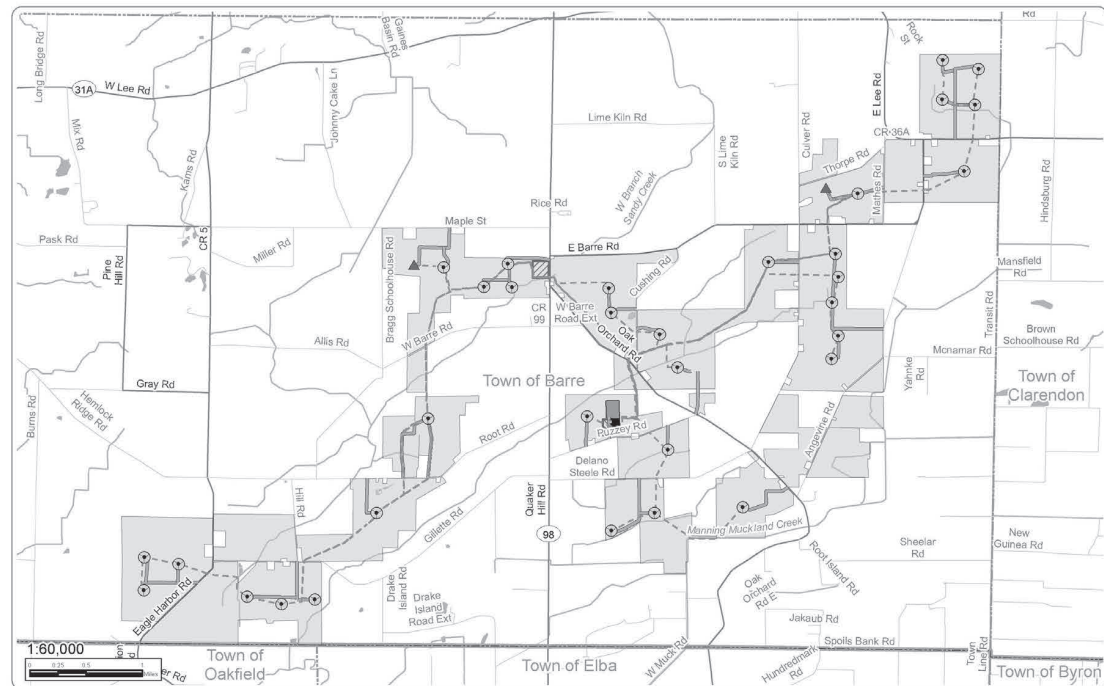 Long Bridge Rd
Gaines
Basin Rd
Rock
St
Rd
31A
W Lee Rd
Johnny Cake Ln
Mix Rd
Kams Rd
Lime Kiln Rd
S Lime
Kiln Rd
Culver Rd
E Lee Rd
CR 36A
Thorpe Rd
Mathes Rd
Hindsburg Rd
W Branch
Sandy Creek
Rice Rd
Maple St
E Barre Rd
Pask Rd
Pine
Hill Rd
CR 5
Miller Rd
Bragg Schoolhouse Rd
Cushing Rd
Mansfield
Rd
Transit Rd
CR
99
W Barre
Road Ext
Oak
Orchard Rd
W Barre Rd
Allis Rd
Brown
Schoolhouse Rd
Mcnamar Rd
Yahnke
Rd
Gray Rd
Town of Barre
Town of
Clarendon
Burns Rd
Hemlock
Ridge Rd
Root Rd
Puzzey Rd
Angevine Rd
Delano
Steele Rd
Hill Rd
Quaker
Hill Rd
98
Gillette Rd
Manning Muckland Creek
Sheelar
Rd
New
Guinea Rd
Root Island Rd
Eagle Harbor Rd
Drake
Island Rd
Drake
Island
Road Ext
Oak
Orchard
Rd E
Jakaub Rd
Spoils Bank Rd
1:60,000
0 0.25 0.5 1
Miles
Town of
Oakfield
Town of Elba
W Muck Rd
Hundredmark
Rd
Town
Line Rd
Town of Byron